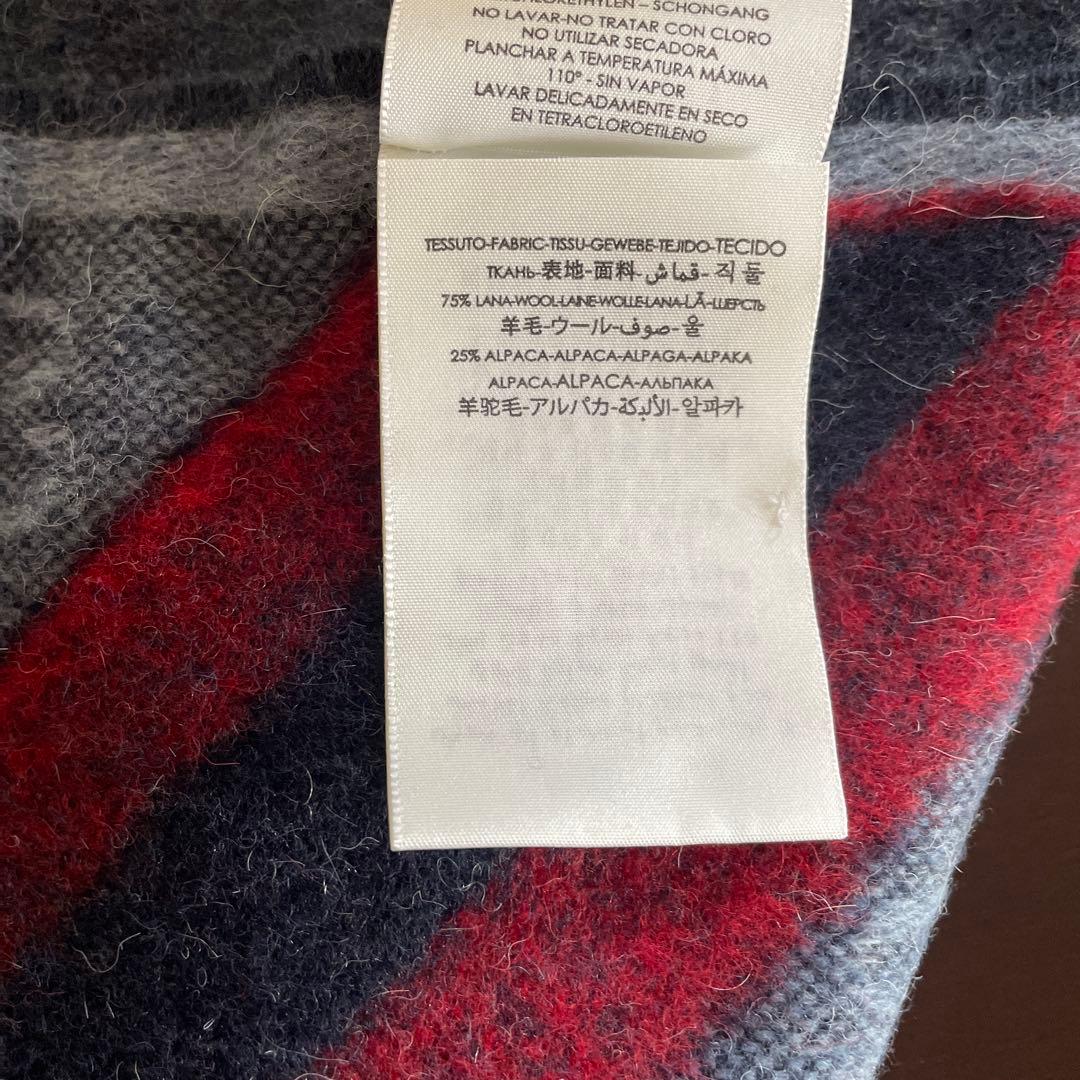 SCHONGANG
NO LAVAR-NO TRATAR CON CLORO
NO UTILIZAR SECADORA
PLANCHAR A TEMPERATURA MÁXIMA
110° - SIN VAPOR
LAVAR DELICADAMENTE EN SECO
EN TETRACLOROETILENO
TESSUTO-FABRIC-TISSU-GEWEBE-TEJIDO-TECIDO
ТКАНЬ-表地-面料-قماش-직 둘
75% LANA-WOOL-LAINE-WOLLE-LANA-LÃ-ШЕРСТЬ
羊毛-ウール-صوف-울
25% ALPACA-ALPACA-ALPAGA-ALPAKA
ALPACA-ALPACA-АЛЬПАКА
羊驼毛-アルパカ-الألبكة-알파카